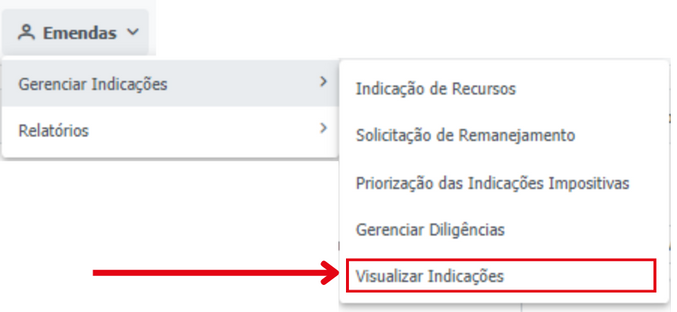 Emendas
Gerenciar Indicações
Relatórios
Indicação de Recursos
Solicitação de Remanejamento
Priorização das Indicações Impositivas
Gerenciar Diligências
Visualizar Indicações